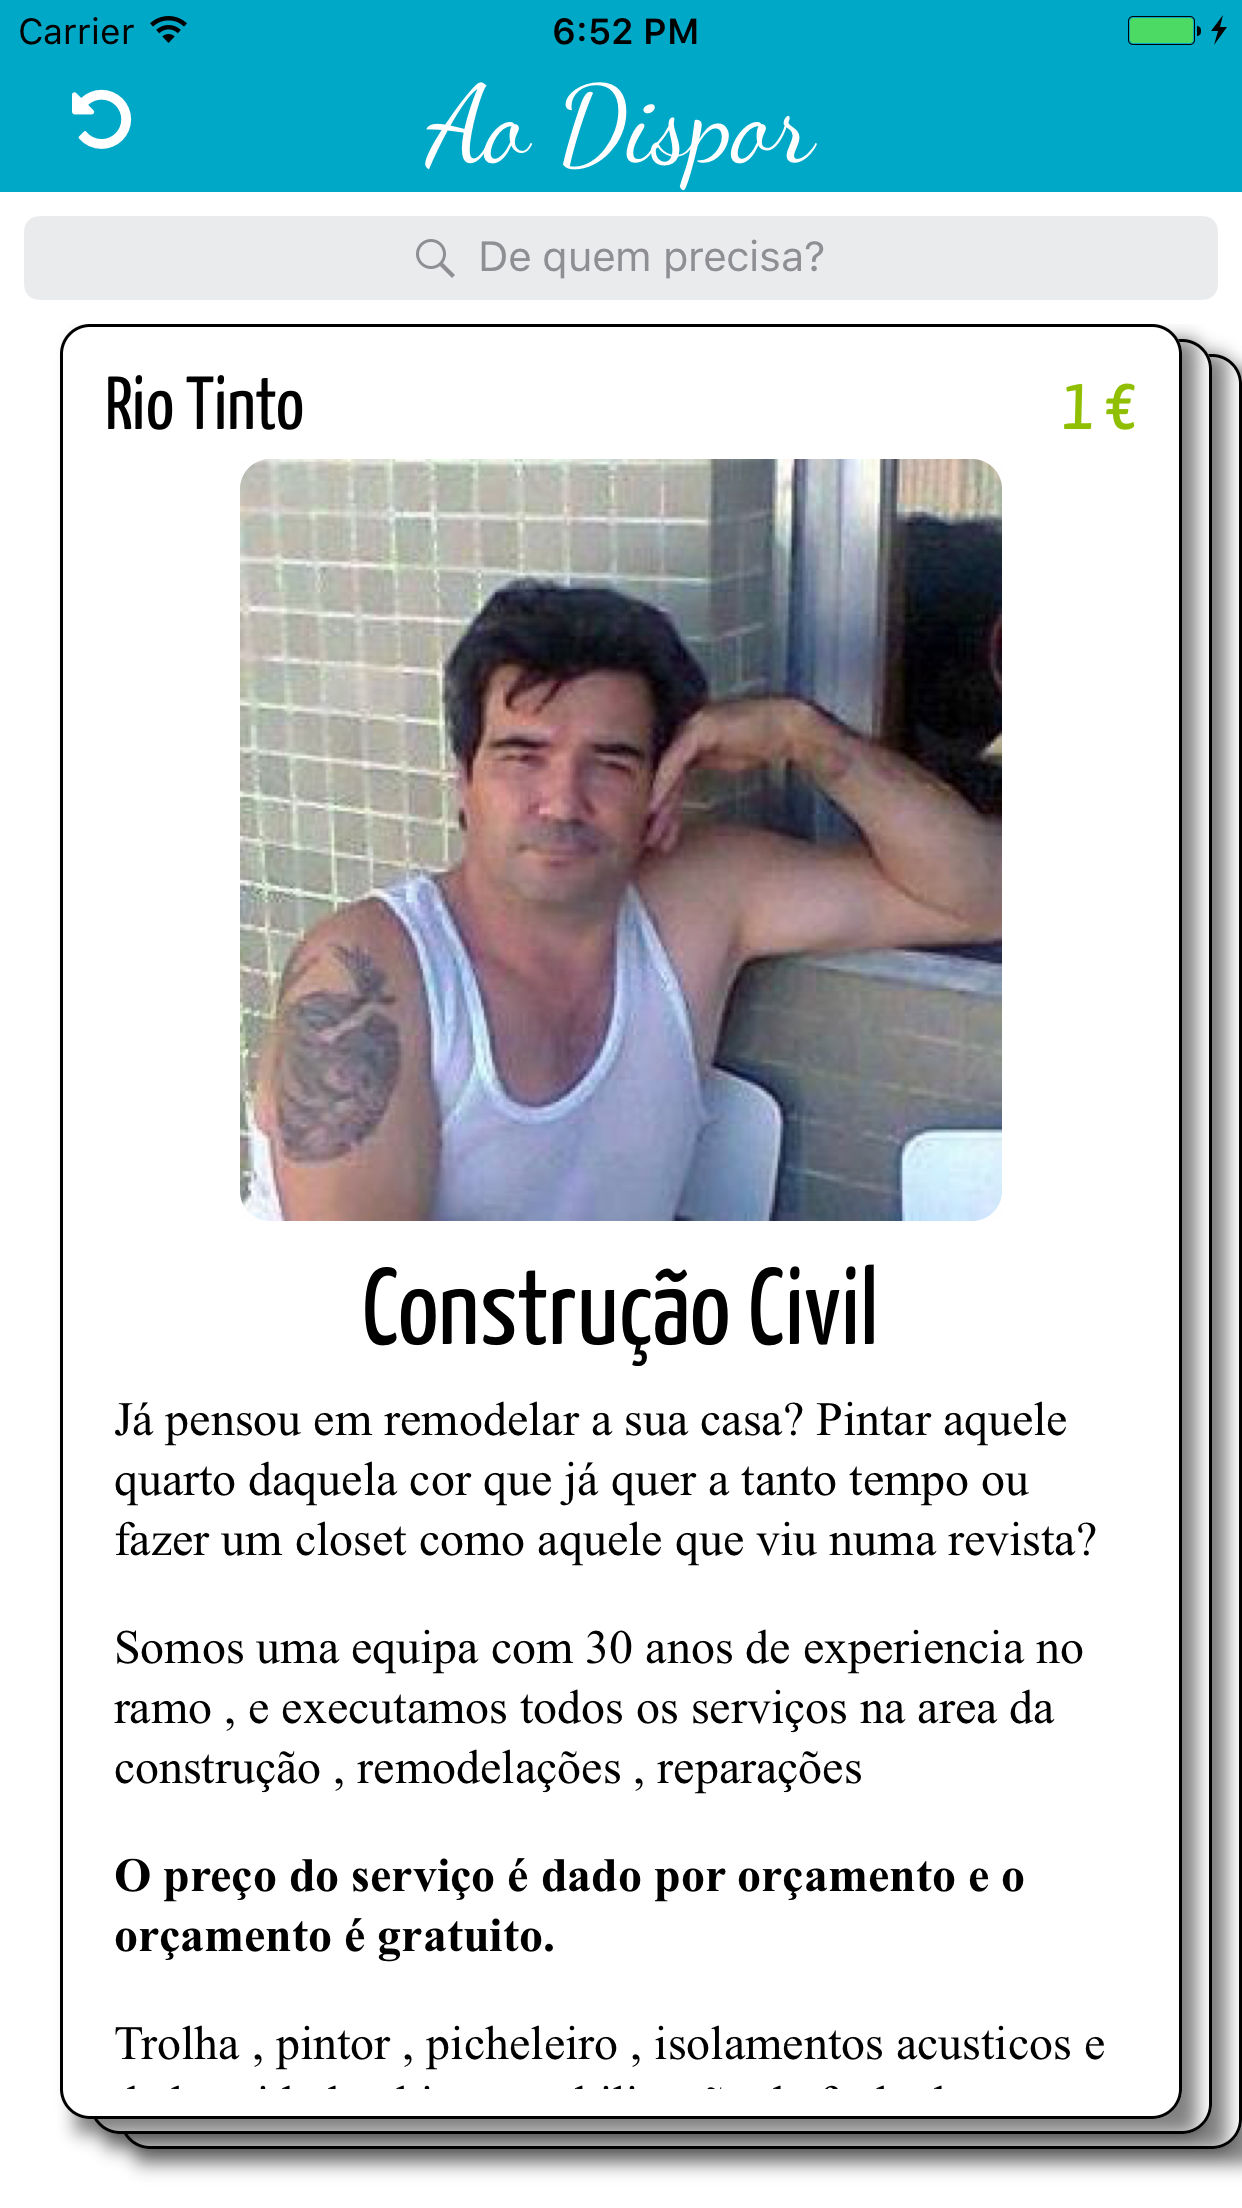 Carrier 6:52 PM
Ao Dispor
De quem precisa?
Rio Tinto 1 €
Construção Civil
Já pensou em remodelar a sua casa? Pintar aquele
quarto daquela cor que já quer a tanto tempo ou
fazer um closet como aquele que viu numa revista?
Somos uma equipa com 30 anos de experiencia no
ramo , e executamos todos os serviços na area da
construção , remodelações , reparações
O preço do serviço é dado por orçamento e o
orçamento é gratuito.
Trolha , pintor , picheleiro , isolamentos acusticos e